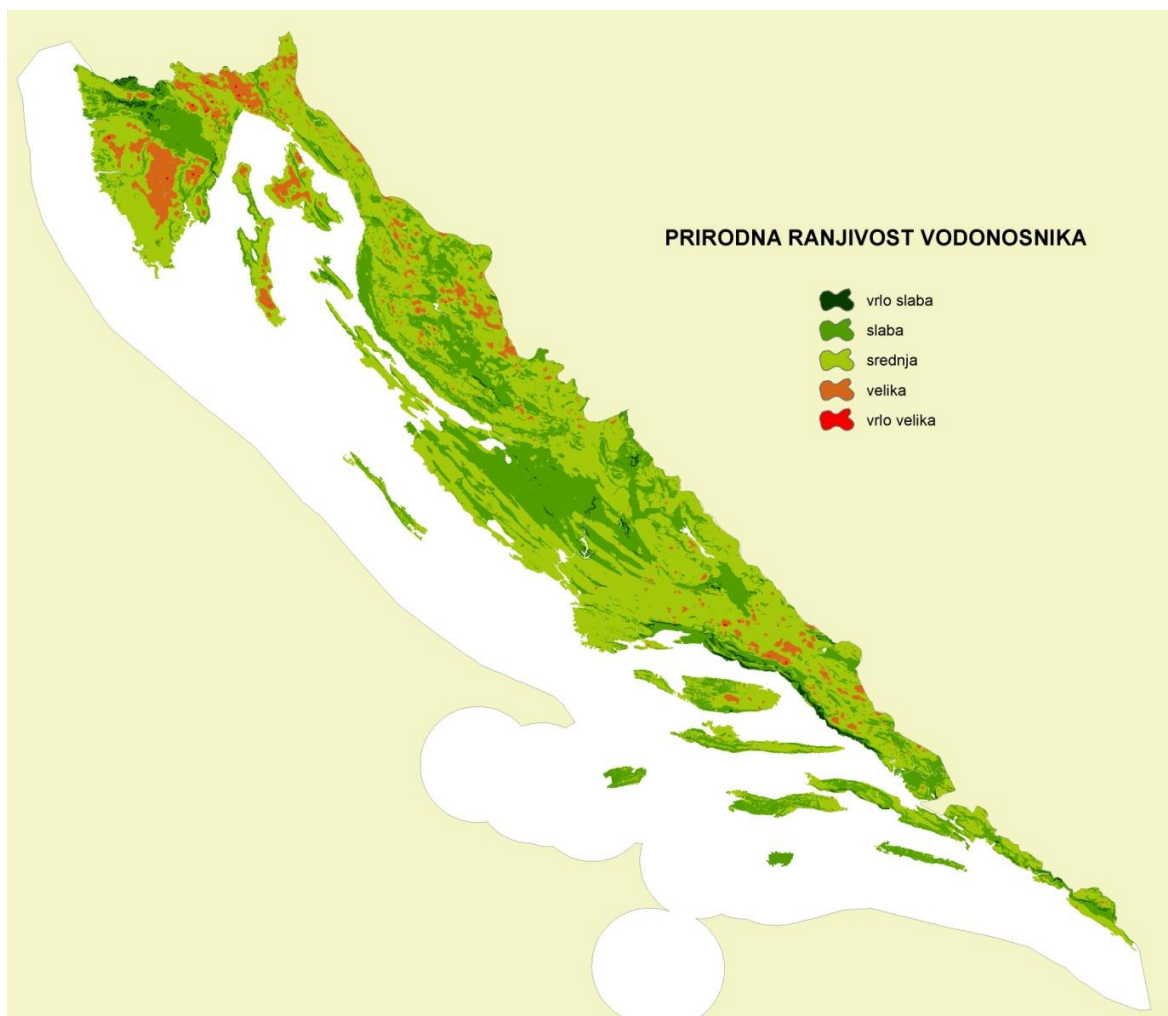 PRIRODNA RANJIVOST VODONOSNIKA
vrlo slaba
slaba
srednja
velika
vrlo velika